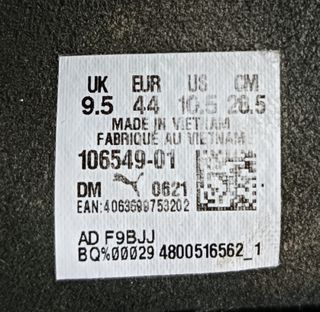 UK EUR US CM
9.5 44 10.5 28.5
MADE IN VIETNAM
FABRIQUÉ AU VIETNAM
106549-01
DM 0621
EAN: 4063699753202
AD F9BJJ
BQ%00029 4800516562_1